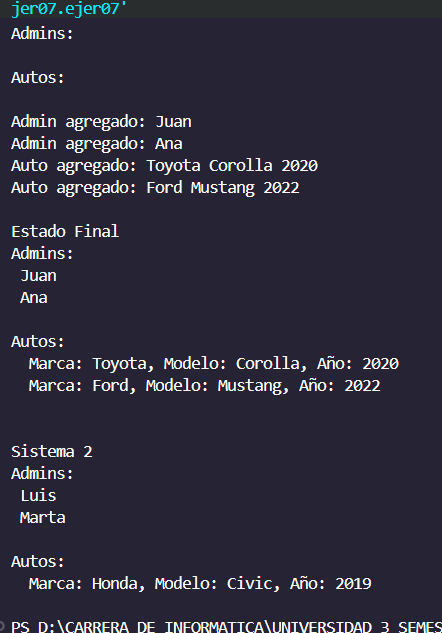 jer07.ejer07'
Admins:
Autos:
Admin agregado: Juan
Admin agregado: Ana
Auto agregado: Toyota Corolla 2020
Auto agregado: Ford Mustang 2022
Estado Final
Admins:
Juan
Ana
Autos:
Marca: Toyota, Modelo: Corolla, Año: 2020
Marca: Ford, Modelo: Mustang, Año: 2022
Sistema 2
Admins:
Luis
Marta
Autos:
Marca: Honda, Modelo: Civic, Año: 2019
PS D:\CARRERA DE INFORMATICA\UNIVERSIDAD 3 SEMES